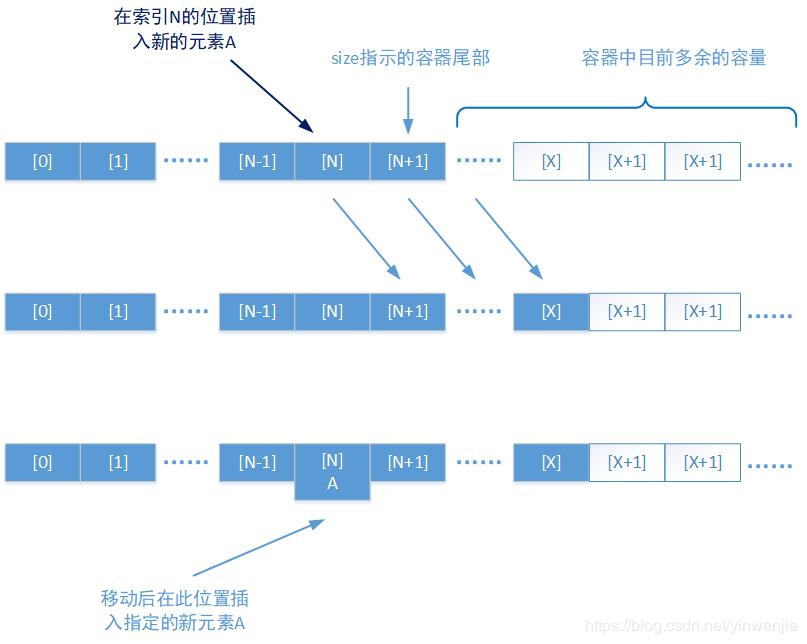 在索引N的位置插
入新的元素A
size指示的容器尾部
容器中目前多余的容量
[0] [1] …… [N-1] [N] [N+1] …… [X] [X+1] [X+1] ……
[0] [1] …… [N-1] [N] [N+1] …… [X] [X+1] [X+1] ……
[0] [1] …… [N-1] [N] [N+1] …… [X] [X+1] [X+1] ……
A
移动后在此位置插
入指定的新元素A
https://blog.csdn.net/yinwenjie